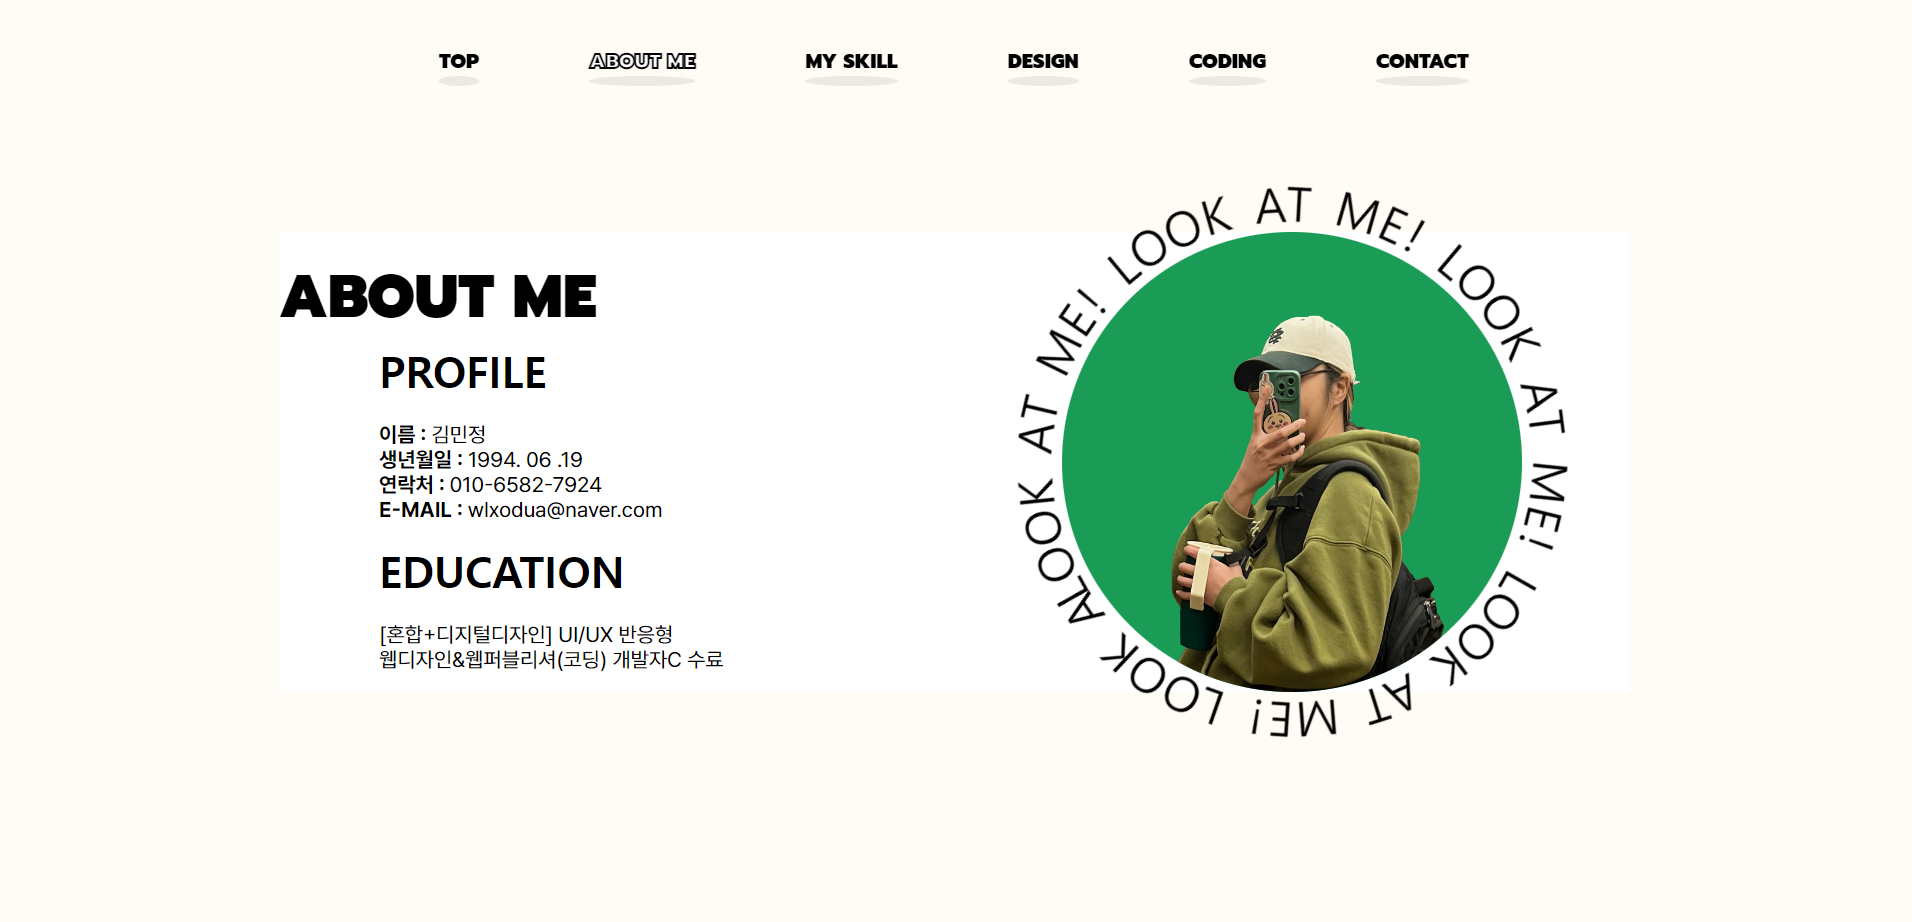 TOP
ABOUT ME
MY SKILL
DESIGN
CODING
CONTACT
ABOUT ME
PROFILE
이름 : 김민정
생년월일 : 1994. 06 .19
연락처 : 010-6582-7924
E-MAIL : wlxodua@naver.com
EDUCATION
[혼합+디지털디자인] UI/UX 반응형
웹디자인&웹퍼블리셔(코딩) 개발자C 수료
LOOK AT ME! LOOK AT ME! LOOK AT ME! LOOK ALOOK AT ME!